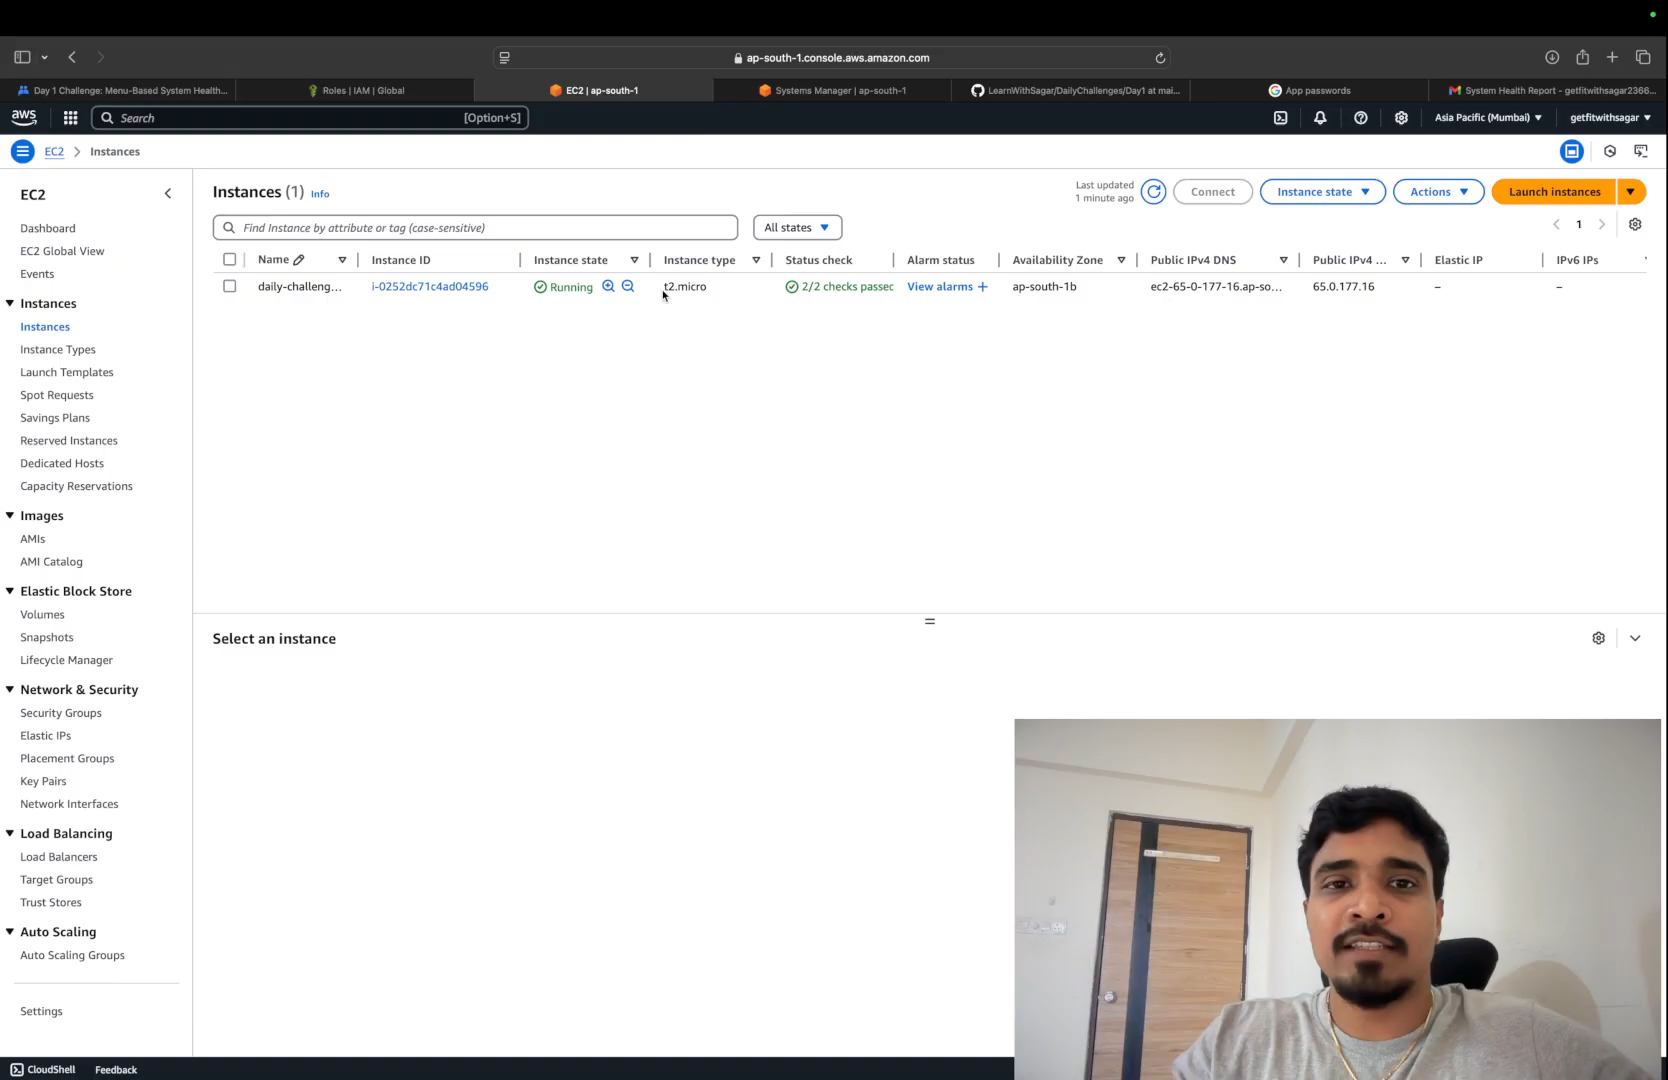 ap-south-1.console.aws.amazon.com
Day 1 Challenge: Menu-Based System Health...
Roles | IAM | Global
EC2 | ap-south-1
Systems Manager | ap-south-1
LearnWithSagar/DailyChallenges/Day1 at mai...
App passwords
System Health Report - getfitwithsagar2366...
aws
Search
[Option+S]
Asia Pacific (Mumbai)
getfitwithsagar
EC2
Instances
EC2
Dashboard
EC2 Global View
Events
Instances
Instances
Instance Types
Launch Templates
Spot Requests
Savings Plans
Reserved Instances
Dedicated Hosts
Capacity Reservations
Images
AMIs
AMI Catalog
Elastic Block Store
Volumes
Snapshots
Lifecycle Manager
Network & Security
Security Groups
Elastic IPs
Placement Groups
Key Pairs
Network Interfaces
Load Balancing
Load Balancers
Target Groups
Trust Stores
Auto Scaling
Auto Scaling Groups
Settings
Instances (1) Info
Last updated
1 minute ago
Connect
Instance state
Actions
Launch instances
Find Instance by attribute or tag (case-sensitive)
All states
1
Name Instance ID Instance state Instance type Status check Alarm status Availability Zone Public IPv4 DNS Public IPv4 ... Elastic IP IPv6 IPs
daily-challeng... i-0252dc71c4ad04596 Running t2.micro 2/2 checks passec View alarms + ap-south-1b ec2-65-0-177-16.ap-so... 65.0.177.16 – –
Select an instance
CloudShell
Feedback